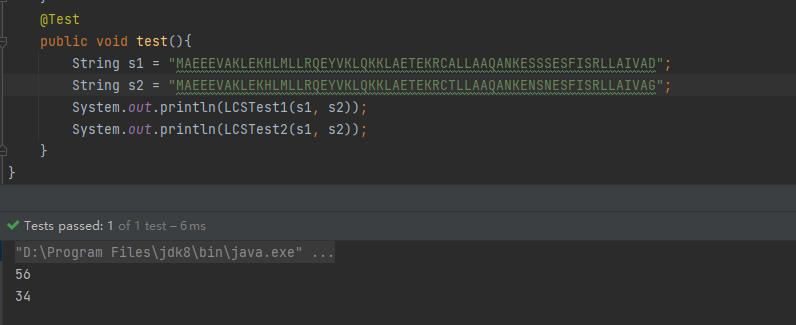 @Test
public void test(){
String s1 = "MAEEEVAKLEKHLMLLRQEYVKLQKKLAETEKRCALLAAQANKESSSESFISRLLAIVAD";
String s2 = "MAEEEVAKLEKHLMLLRQEYVKLQKKLAETEKRCTLLAAQANKENSNESFISRLLAIVAG";
System.out.println(LCSTest1(s1, s2));
System.out.println(LCSTest2(s1, s2));
}
}
Tests passed: 1 of 1 test – 6 ms
"D:\Program Files\jdk8\bin\java.exe" ...
56
34